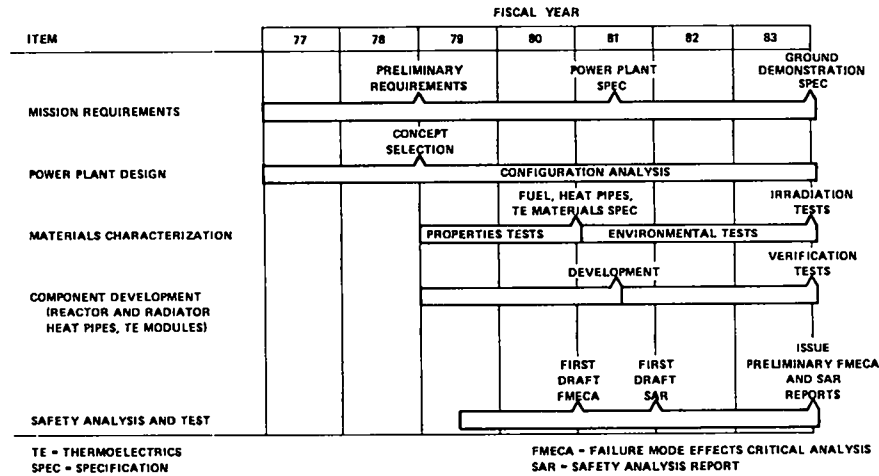 FISCAL YEAR
ITEM 77 78 79 80 81 82 83
PRELIMINARY
REQUIREMENTS
POWER PLANT
SPEC
GROUND
DEMONSTRATION
SPEC
MISSION REQUIREMENTS
CONCEPT
SELECTION
POWER PLANT DESIGN
CONFIGURATION ANALYSIS
FUEL, HEAT PIPES,
TE MATERIALS SPEC
IRRADIATION
TESTS
MATERIALS CHARACTERIZATION
PROPERTIES TESTS
ENVIRONMENTAL TESTS
DEVELOPMENT
VERIFICATION
TESTS
COMPONENT DEVELOPMENT
(REACTOR AND RADIATOR
HEAT PIPES, TE MODULES)
FIRST
DRAFT
FMECA
FIRST
DRAFT
SAR
ISSUE
PRELIMINARY FMECA
AND SAR
REPORTS
SAFETY ANALYSIS AND TEST
TE = THERMOELECTRICS
SPEC = SPECIFICATION
FMECA = FAILURE MODE EFFECTS CRITICAL ANALYSIS
SAR = SAFETY ANALYSIS REPORT